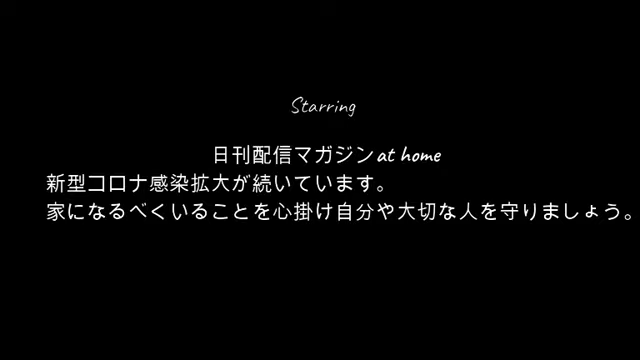 Starring
日刊配信マガジンat home
新型コロナ感染拡大が続いています。
家になるべくいることを心掛け自分や大切な人を守りましょう。